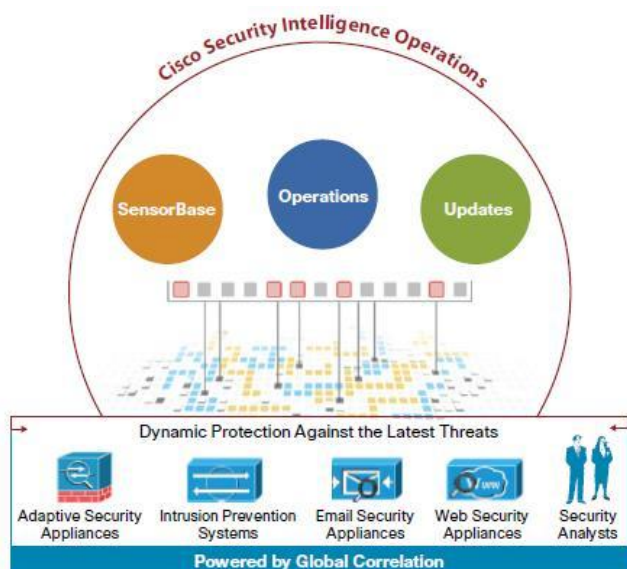 Cisco Security Intelligence Operations
SensorBase
Operations
Updates
Dynamic Protection Against the Latest Threats
WWW
Adaptive Security
Appliances
Intrusion Prevention
Systems
Email Security
Appliances
Web Security
Appliances
Security
Analysts
Powered by Global Correlation